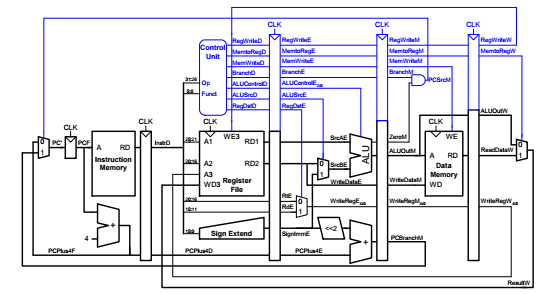 CLK CLK CLK
Control
Unit
RegWriteD RegWriteE RegWriteM RegWriteW
MemtoRegD MemtoRegE MemtoRegM MemtoRegW
MemWriteD MemWriteE MemWriteM
BranchD BranchE BranchM
PCSrcM
31:26 Op
ALUControlD ALUControlE2:0
5:0 Funct
ALUSrcD ALUSrcE
RegDstD RegDstE
ALUOutW
CLK CLK CLK CLK
WE3 WE
0 1 PC' PCF A RD InstrD 25:21 A1 RD1 SrcAE ZeroM
Instruction
Memory
20:16 A2 RD2 0 1 SrcBE ALU ALUOutM A RD ReadDataW 0 1
Data
Memory
A3
WD3
Register
File
WriteDataE WriteDataM WD
20:16 RtE 0 WriteRegE4:0 WriteRegM4:0 WriteRegW4:0
15:11 RdE 1
4 +
15:0 Sign Extend SignImmE <<2 +
PCBranchM
PCPlus4F PCPlus4D PCPlus4E
ResultW